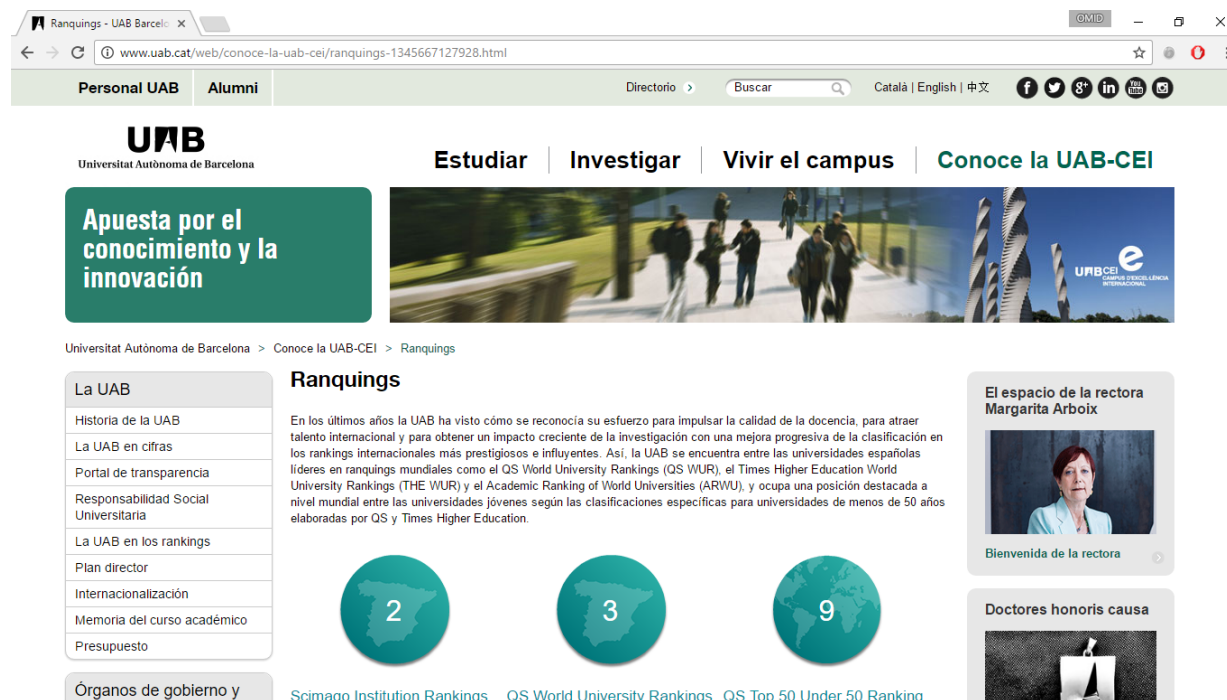 Ranquings - UAB Barcelo
OMID
www.uab.cat/web/conoce-la-uab-cei/ranquings-1345667127928.html
Personal UAB
Alumni
Directorio
Buscar
Català | English | 中文
UAB
Universitat Autònoma de Barcelona
Estudiar
Investigar
Vivir el campus
Conoce la UAB-CEI
Apuesta por el
conocimiento y la
innovación
UAB CEI
CAMPUS D'EXCEL·LÈNCIA
INTERNACIONAL
Universitat Autònoma de Barcelona > Conoce la UAB-CEI > Ranquings
La UAB
Historia de la UAB
La UAB en cifras
Portal de transparencia
Responsabilidad Social
Universitaria
La UAB en los rankings
Plan director
Internacionalización
Memoria del curso académico
Presupuesto
Órganos de gobierno y
Ranquings
En los últimos años la UAB ha visto cómo se reconocía su esfuerzo para impulsar la calidad de la docencia, para atraer
talento internacional y para obtener un impacto creciente de la investigación con una mejora progresiva de la clasificación en
los rankings internacionales más prestigiosos e influyentes. Así, la UAB se encuentra entre las universidades españolas
líderes en ranquings mundiales como el QS World University Rankings (QS WUR), el Times Higher Education World
University Rankings (THE WUR) y el Academic Ranking of World Universities (ARWU), y ocupa una posición destacada a
nivel mundial entre las universidades jóvenes según las clasificaciones específicas para universidades de menos de 50 años
elaboradas por QS y Times Higher Education.
2
3
9
Scimago Institution Rankings
QS World University Rankings
QS Top 50 Under 50 Ranking
El espacio de la rectora
Margarita Arboix
Bienvenida de la rectora
Doctores honoris causa